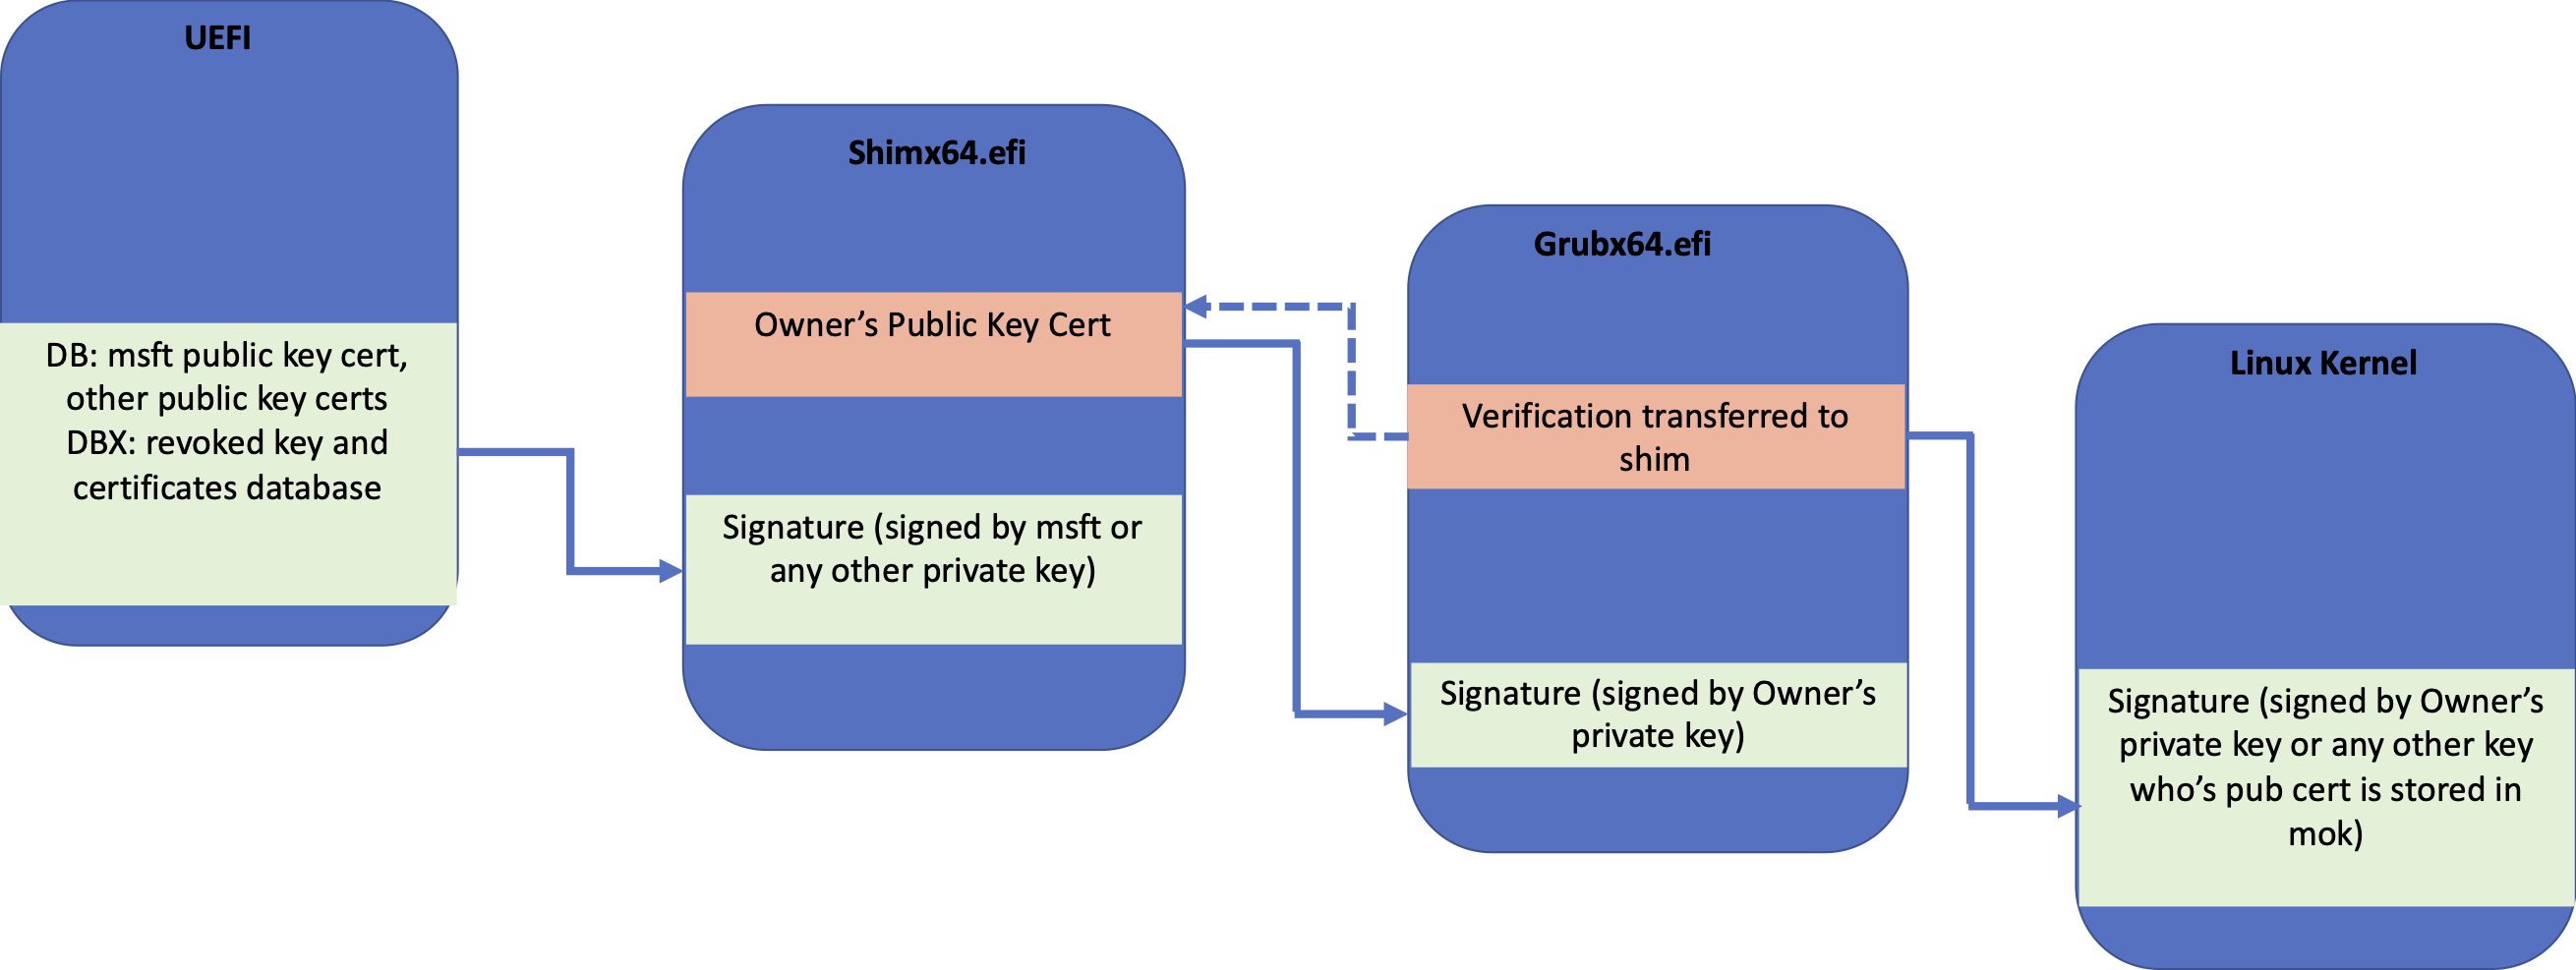 UEFI
DB: msft public key cert,
other public key certs
DBX: revoked key and
certificates database
Shimx64.efi
Owner’s Public Key Cert
Signature (signed by msft or
any other private key)
Grubx64.efi
Verification transferred to
shim
Signature (signed by Owner’s
private key)
Linux Kernel
Signature (signed by Owner’s
private key or any other key
who’s pub cert is stored in
mok)